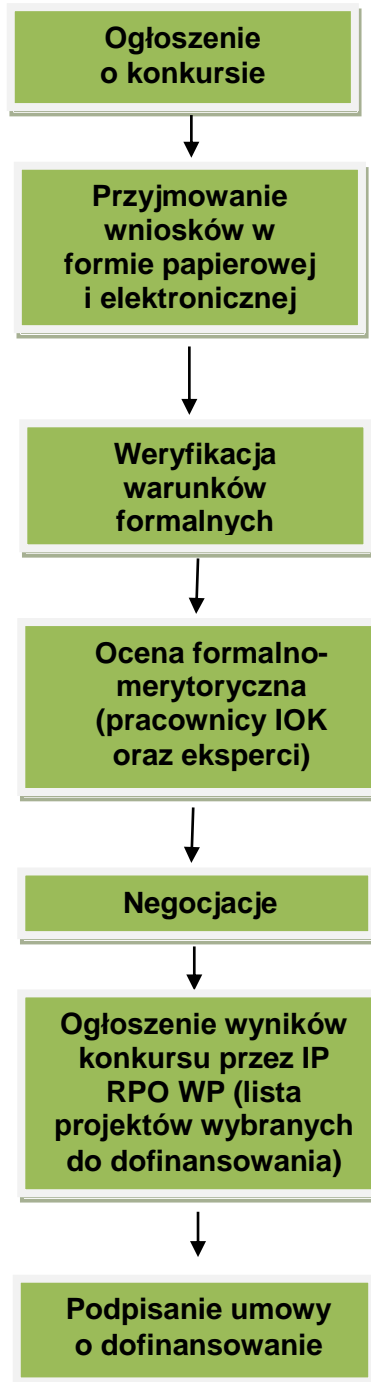 Ogłoszenie
o konkursie
Przyjmowanie
wniosków w
formie papierowej
i elektronicznej
Weryfikacja
warunków
formalnych
Ocena formalno-
merytoryczna
(pracownicy IOK
oraz eksperci)
Negocjacje
Ogłoszenie wyników
konkursu przez IP
RPO WP (lista
projektów wybranych
do dofinansowania)
Podpisanie umowy
o dofinansowanie